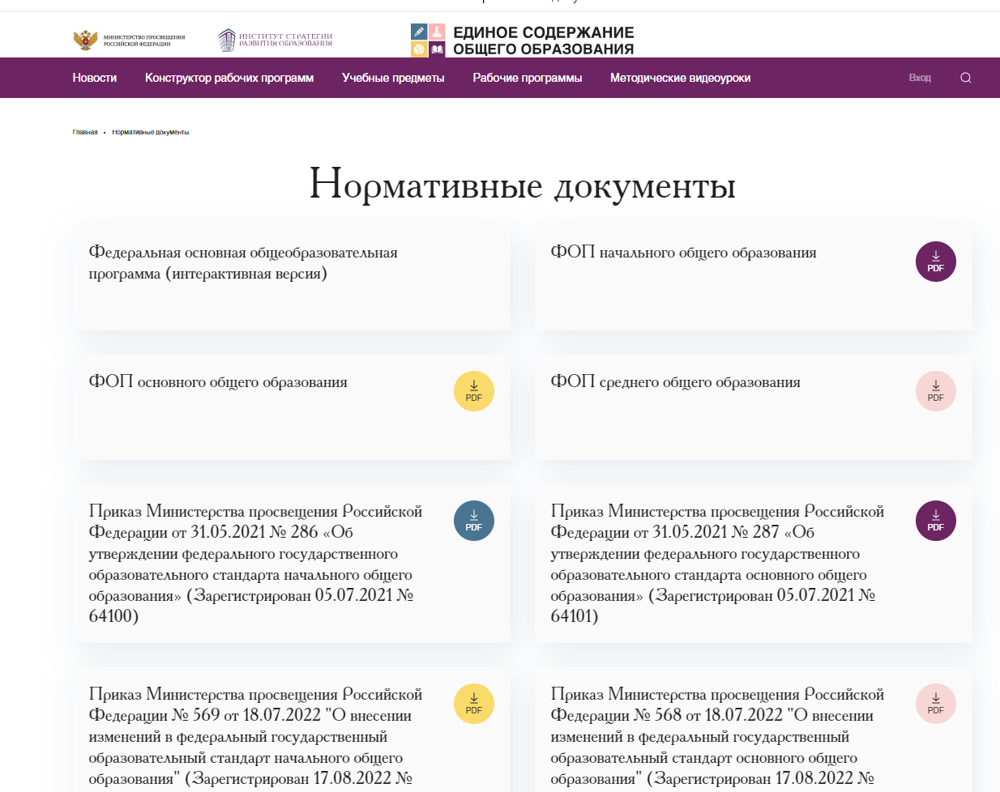 МИНИСТЕРСТВО ПРОСВЕЩЕНИЯ
РОССИЙСКОЙ ФЕДЕРАЦИИ
ИНСТИТУТ СТРАТЕГИИ
РАЗВИТИЯ ОБРАЗОВАНИЯ
ЕДИНОЕ СОДЕРЖАНИЕ
ОБЩЕГО ОБРАЗОВАНИЯ
Новости Конструктор рабочих программ Учебные предметы Рабочие программы Методические видеоуроки Вход
Главная • Нормативные документы
Нормативные документы
Федеральная основная общеобразовательная
программа (интерактивная версия)
ФОП начального общего образования
PDF
ФОП основного общего образования
PDF
ФОП среднего общего образования
PDF
Приказ Министерства просвещения Российской
Федерации от 31.05.2021 № 286 «Об
утверждении федерального государственного
образовательного стандарта начального общего
образования» (Зарегистрирован 05.07.2021 №
64100)
PDF
Приказ Министерства просвещения Российской
Федерации от 31.05.2021 № 287 «Об
утверждении федерального государственного
образовательного стандарта основного общего
образования» (Зарегистрирован 05.07.2021 №
64101)
PDF
Приказ Министерства просвещения Российской
Федерации № 569 от 18.07.2022 "О внесении
изменений в федеральный государственный
образовательный стандарт начального общего
образования" (Зарегистрирован 17.08.2022 №
PDF
Приказ Министерства просвещения Российской
Федерации № 568 от 18.07.2022 "О внесении
изменений в федеральный государственный
образовательный стандарт основного общего
образования" (Зарегистрирован 17.08.2022 №
PDF